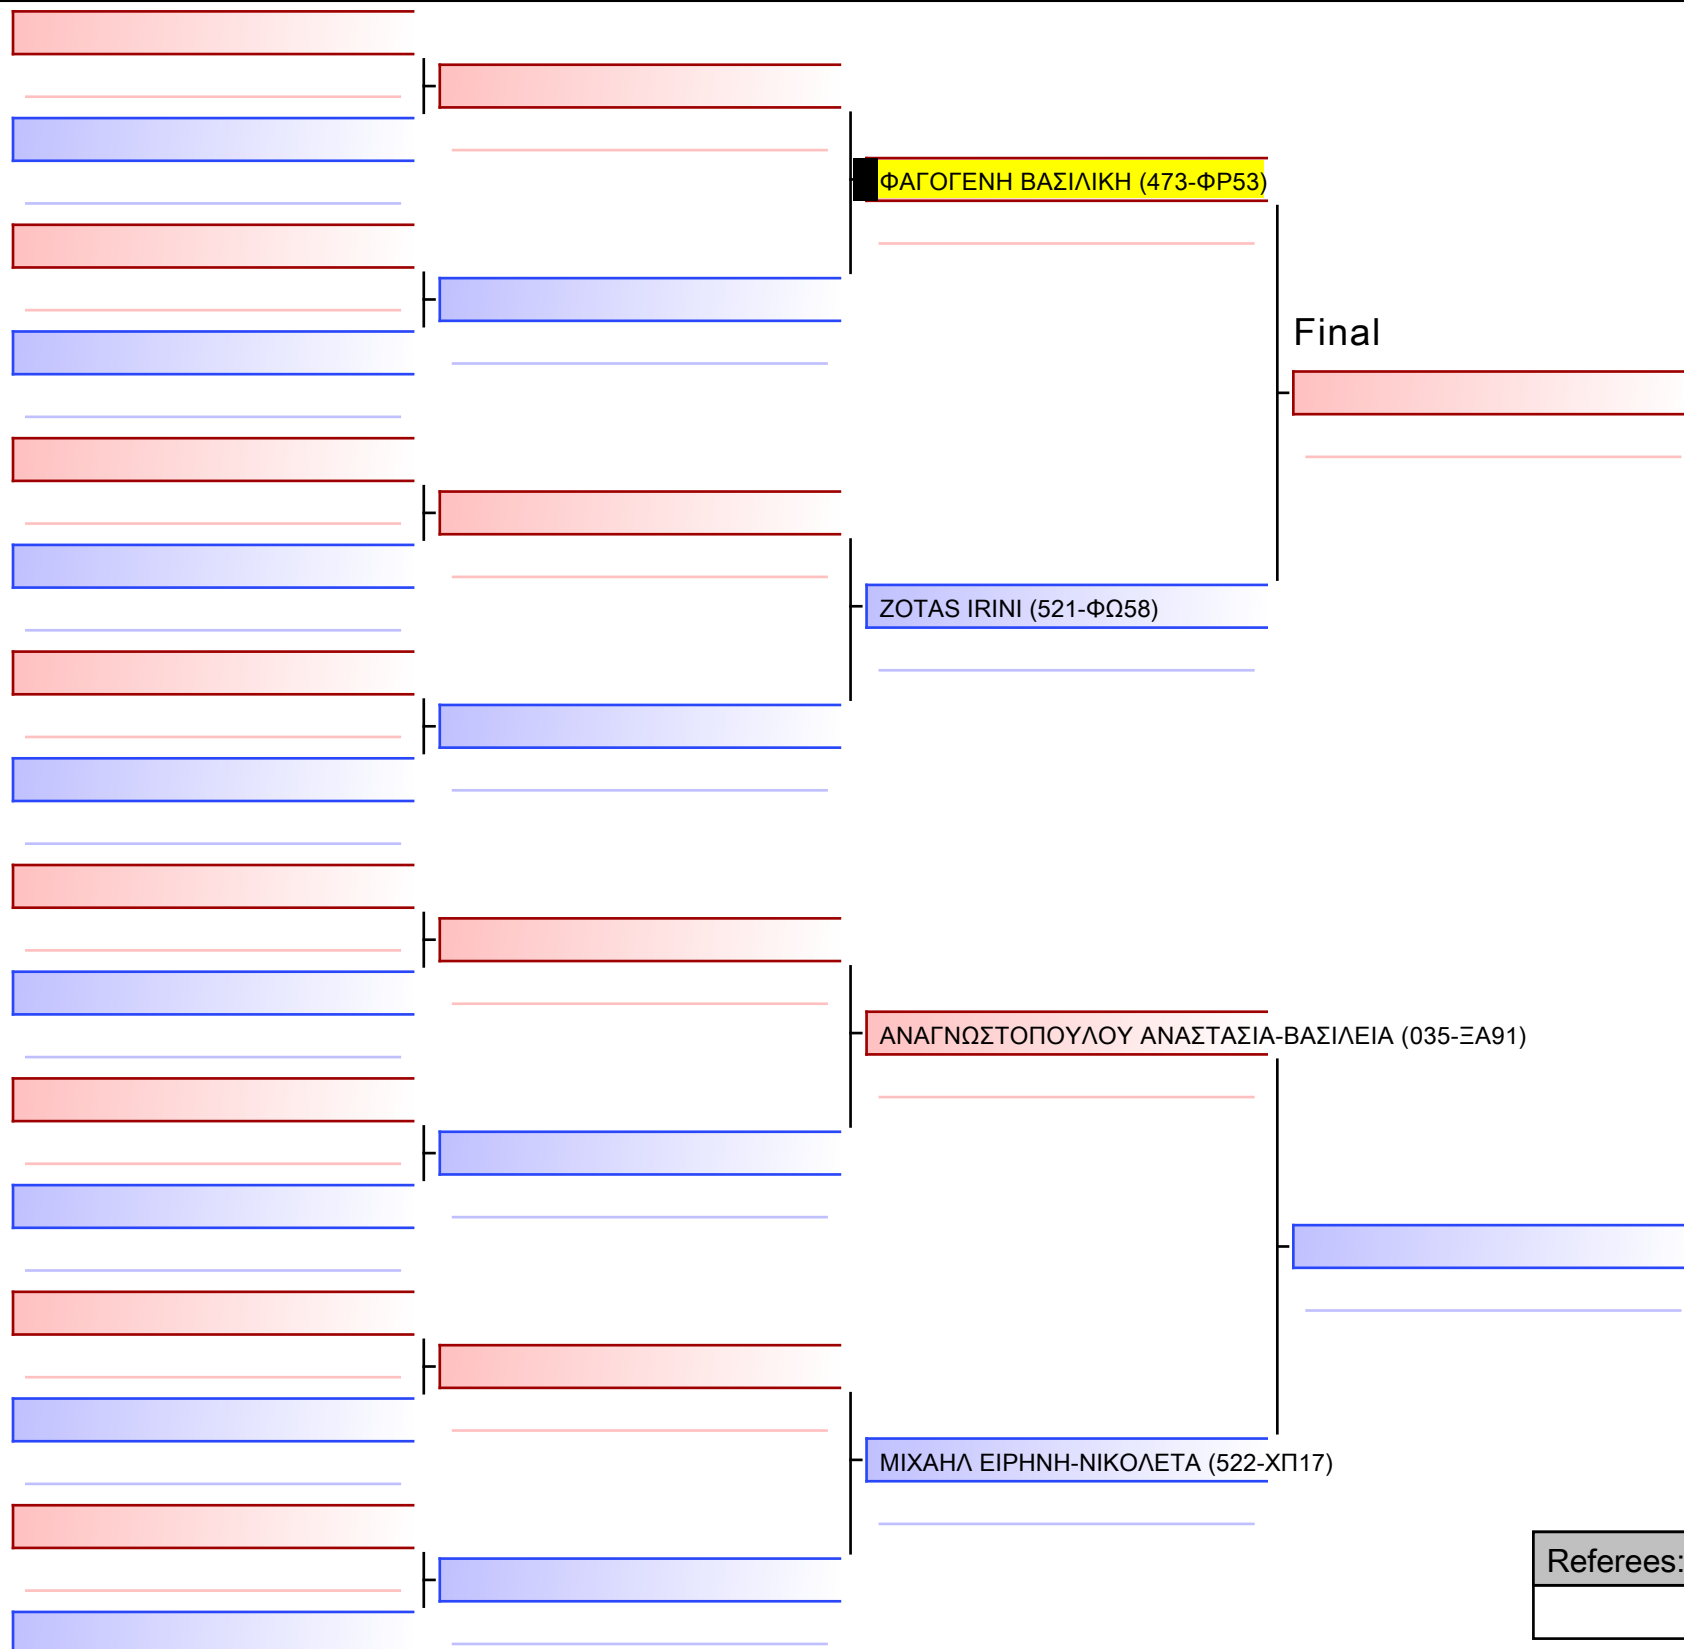 ΦΑΓΟΓΕΝΗ ΒΑΣΙΛΙΚΗ (473-ΦΡ53)
Final
ZOTAS IRINI (521-ΦΩ58)
ΑΝΑΓΝΩΣΤΟΠΟΥΛΟΥ ΑΝΑΣΤΑΣΙΑ-ΒΑΣΙΛΕΙΑ (035-ΞΑ91)
ΜΙΧΑΗΛ ΕΙΡΗΝΗ-ΝΙΚΟΛΕΤΑ (522-ΧΠ17)
Referees: